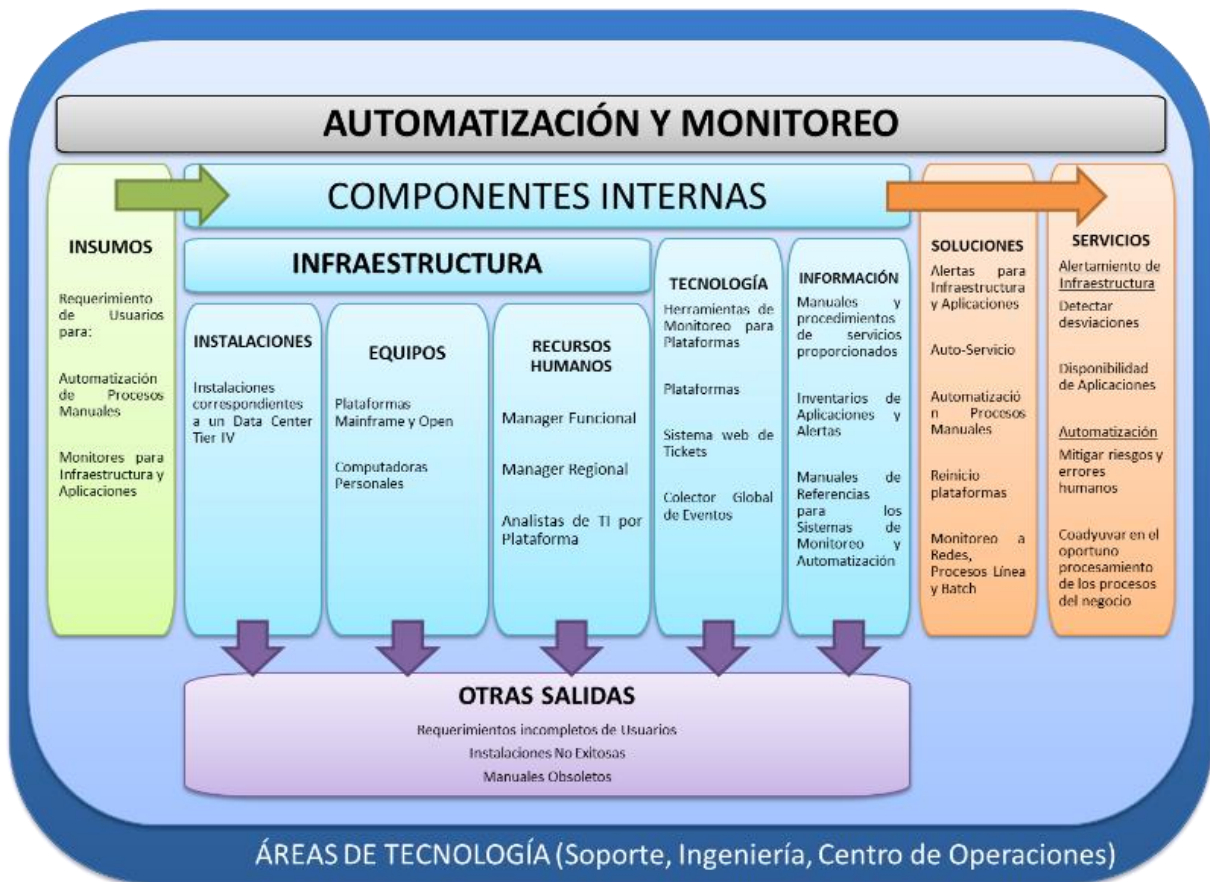 AUTOMATIZACIÓN Y MONITOREO
COMPONENTES INTERNAS
INSUMOS
Requerimiento
de Usuarios
para:
Automatización
de Procesos
Manuales
Monitores para
Infraestructura y
Aplicaciones
INFRAESTRUCTURA
INSTALACIONES
Instalaciones
correspondientes
a un Data Center
Tier IV
EQUIPOS
Plataformas
Mainframe y Open
Computadoras
Personales
RECURSOS
HUMANOS
Manager Funcional
Manager Regional
Analistas de TI por
Plataforma
TECNOLOGÍA
Herramientas de
Monitoreo para
Plataformas
Plataformas
Sistema web de
Tickets
Colector Global
de Eventos
INFORMACIÓN
Manuales y
procedimientos
de servicios
proporcionados
Inventarios de
Aplicaciones y
Alertas
Manuales de
Referencias
para los
Sistemas de
Monitoreo y
Automatización
SOLUCIONES
Alertas para
Infraestructura
y Aplicaciones
Auto-Servicio
Automatizació
n Procesos
Manuales
Reinicio
plataformas
Monitoreo a
Redes,
Procesos Línea
y Batch
SERVICIOS
Alertamiento de
Infraestructura
Detectar
desviaciones
Disponibilidad
de Aplicaciones
Automatización
Mitigar riesgos y
errores
humanos
Coadyuvar en el
oportuno
procesamiento
de los procesos
del negocio
OTRAS SALIDAS
Requerimientos incompletos de Usuarios
Instalaciones No Exitosas
Manuales Obsoletos
ÁREAS DE TECNOLOGÍA (Soporte, Ingeniería, Centro de Operaciones)